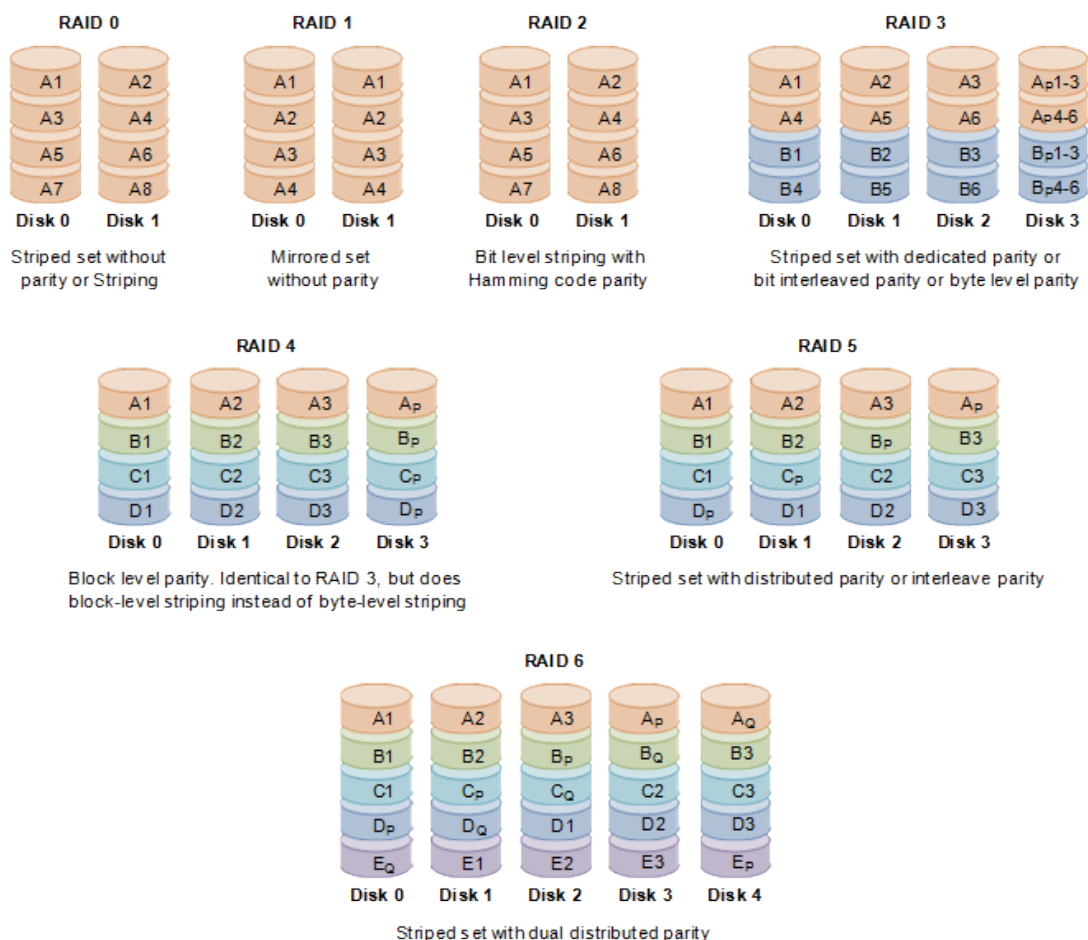 RAID 0 RAID 1 RAID 2 RAID 3
A1 A2 A1 A1 A1 A2 A1 A2 A3 Ap1-3
A3 A4 A2 A2 A3 A4 A4 A5 A6 Ap4-6
A5 A6 A3 A3 A5 A6 B1 B2 B3 Bp1-3
A7 A8 A4 A4 A7 A8 B4 B5 B6 Bp4-6
Disk 0 Disk 1 Disk 0 Disk 1 Disk 0 Disk 1 Disk 0 Disk 1 Disk 2 Disk 3
Striped set without
parity or Striping
Mirrored set
without parity
Bit level striping with
Hamming code parity
Striped set with dedicated parity or
bit interleaved parity or byte level parity
RAID 4 RAID 5
A1 A2 A3 Ap A1 A2 A3 Ap
B1 B2 B3 Bp B1 B2 Bp B3
C1 C2 C3 Cp C1 Cp C2 C3
D1 D2 D3 Dp Dp D1 D2 D3
Disk 0 Disk 1 Disk 2 Disk 3 Disk 0 Disk 1 Disk 2 Disk 3
Block level parity. Identical to RAID 3, but does
block-level striping instead of byte-level striping
Striped set with distributed parity or interleave parity
RAID 6
A1 A2 A3 Ap AQ
B1 B2 Bp BQ B3
C1 Cp CQ C2 C3
Dp DQ D1 D2 D3
EQ E1 E2 E3 Ep
Disk 0 Disk 1 Disk 2 Disk 3 Disk 4
Striped set with dual distributed parity